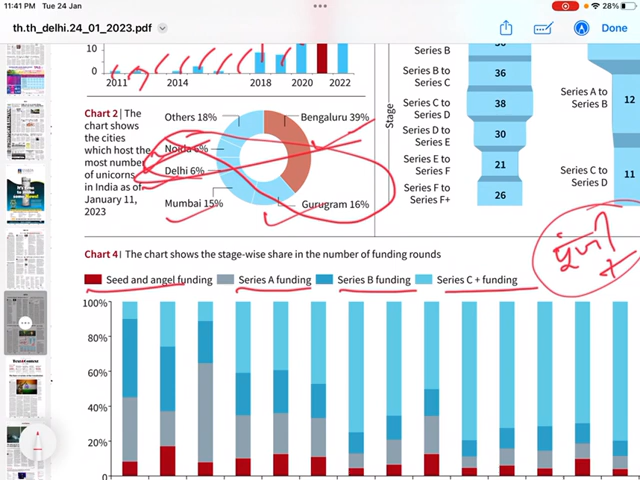 11:41 PM Tue 24 Jan
28%
th.th_delhi.24_01_2023.pdf
Done
10
0
2011
2014
2018
2020
2022
Chart 2 | The
chart shows
the cities
which host the
most number
of unicorns
in India as of
January 11,
2023
Others 18%
Noida 6%
Delhi 6%
Mumbai 15%
Bengaluru 39%
Gurugram 16%
Stage
Series B
Series B to
Series C
36
Series C to
Series D
38
Series D to
Series E
30
Series E to
Series F
21
Series F to
Series F+
26
Series A to
Series B
12
Series C to
Series D
11
Chart 4 | The chart shows the stage-wise share in the number of funding rounds
Seed and angel funding
Series A funding
Series B funding
Series C + funding
100%
80%
60%
40%
20%